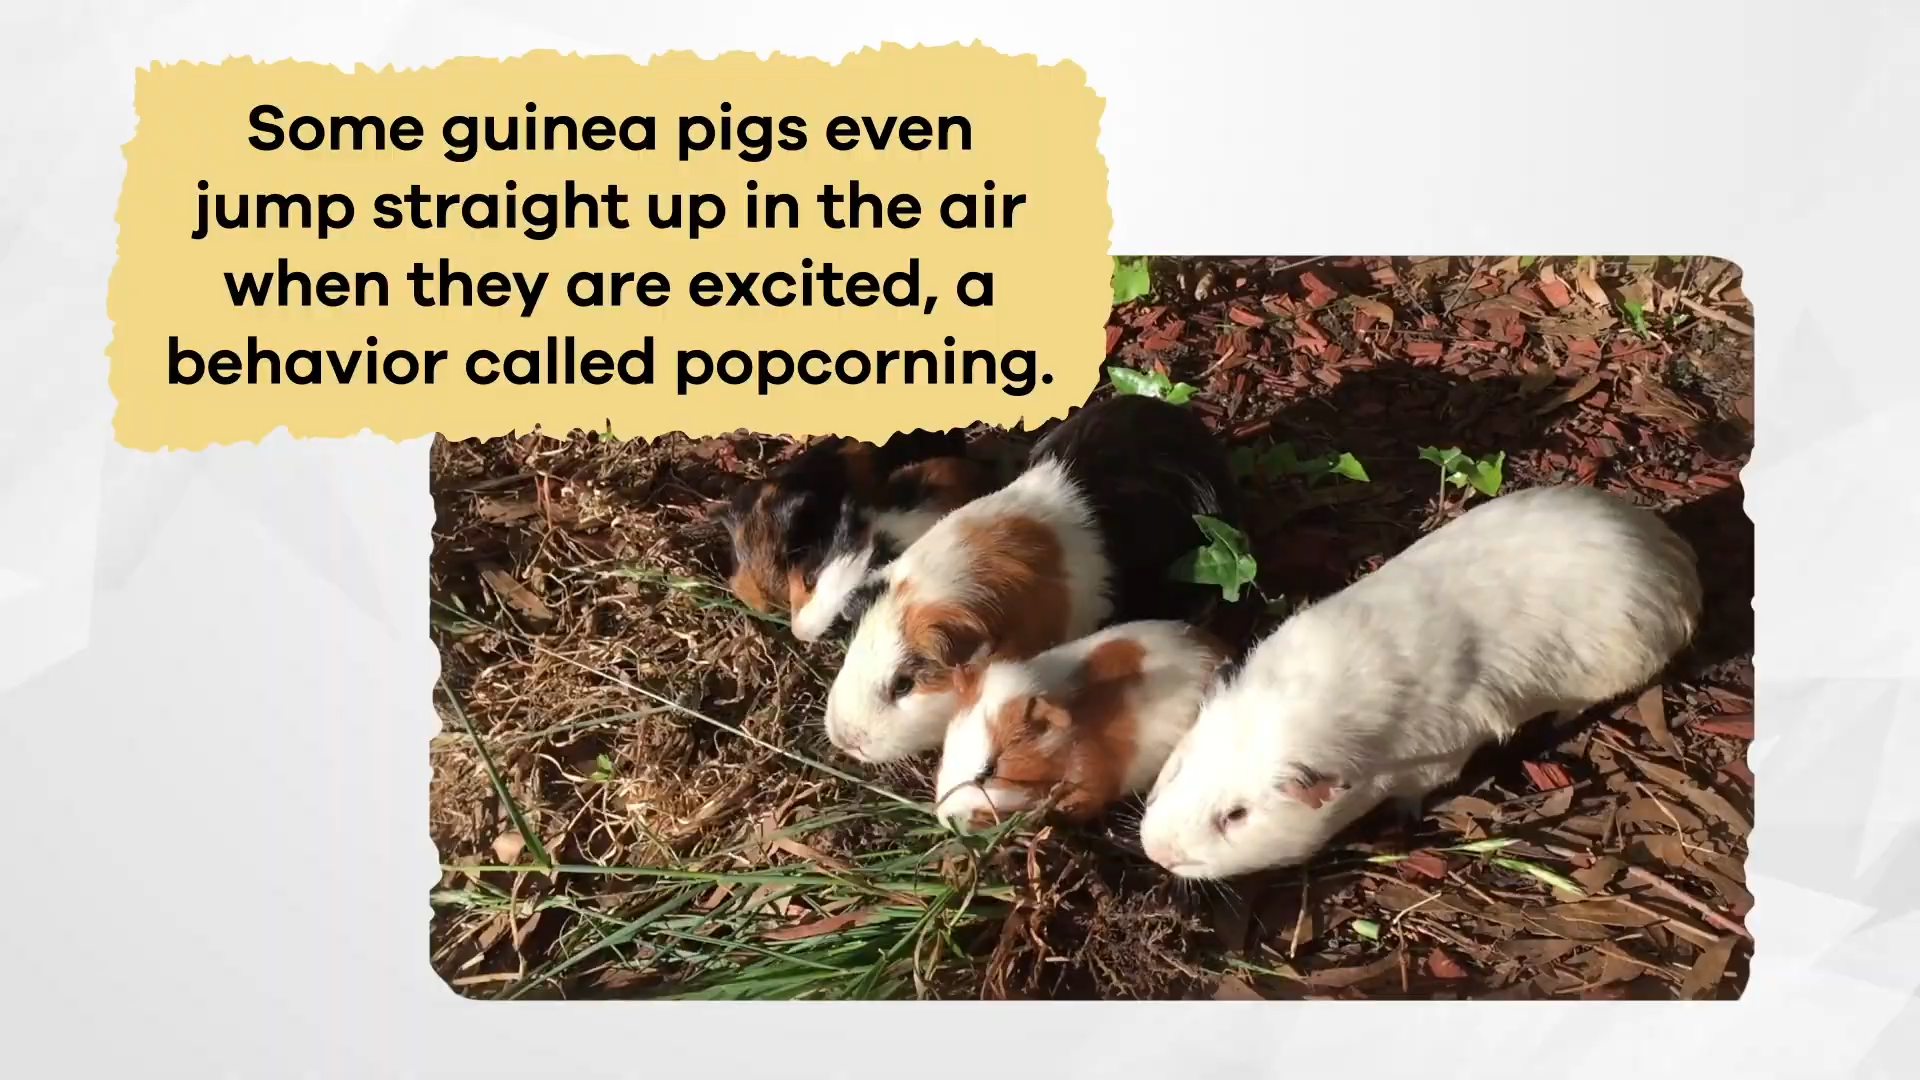 Some guinea pigs even
jump straight up in the air
when they are excited, a
behavior called popcorning.